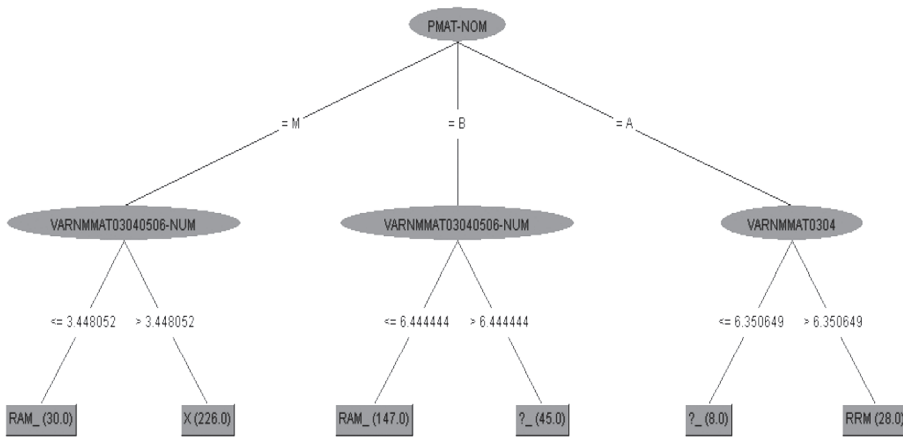 PMAT-NOM
= M
= B
= A
VARNMMAT03040506-NUM
VARNMMAT03040506-NUM
VARNMMAT0304
<= 3.448052
> 3.448052
<= 6.444444
> 6.444444
<= 6.350649
> 6.350649
RAM_ (30.0)
X (226.0)
RAM_ (147.0)
?_ (45.0)
?_ (8.0)
RRM (28.0)